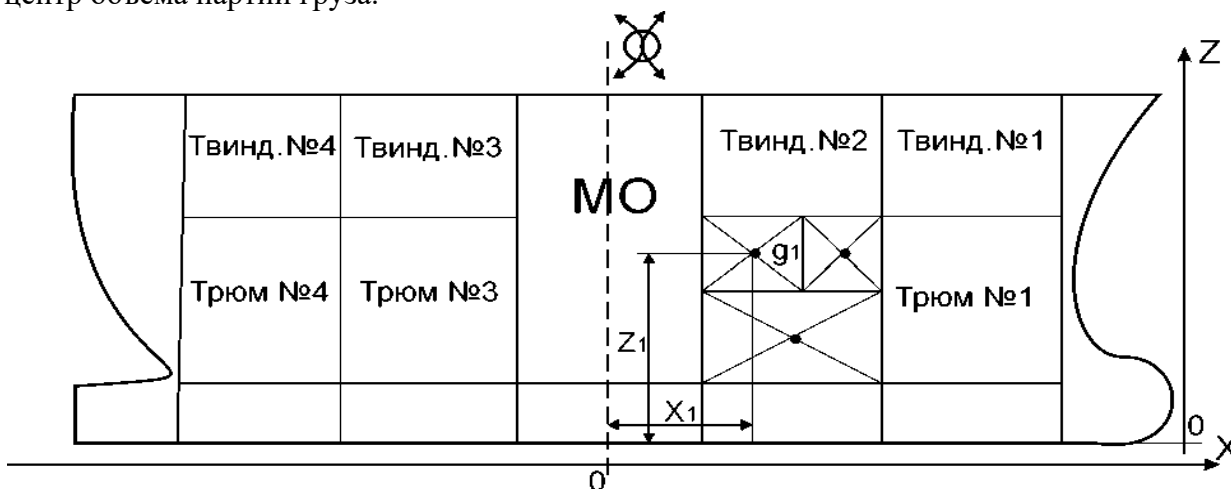 центр объема партии груза.
Z
Твинд.№4 Твинд.№3 Твинд.№2 Твинд.№1
МО
g1
Трюм №4 Трюм №3 Трюм №1
Z1
X1
0
X
0